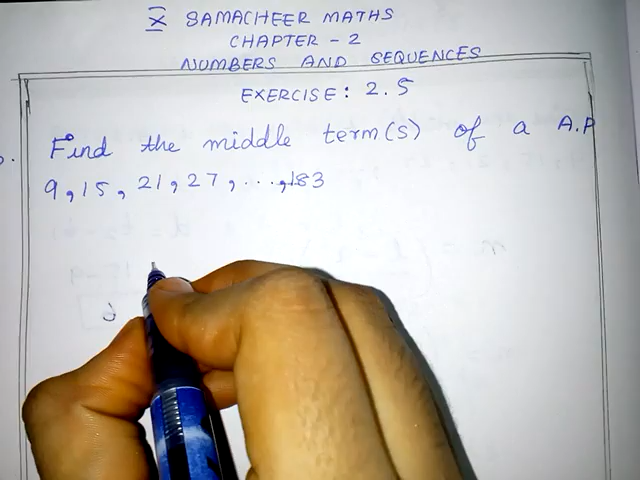 X SAMACHEER MATHS
CHAPTER - 2
NUMBERS AND SEQUENCES
EXERCISE: 2.5
Find the middle term(s) of a A.P
9, 15, 21, 27, ..., 183